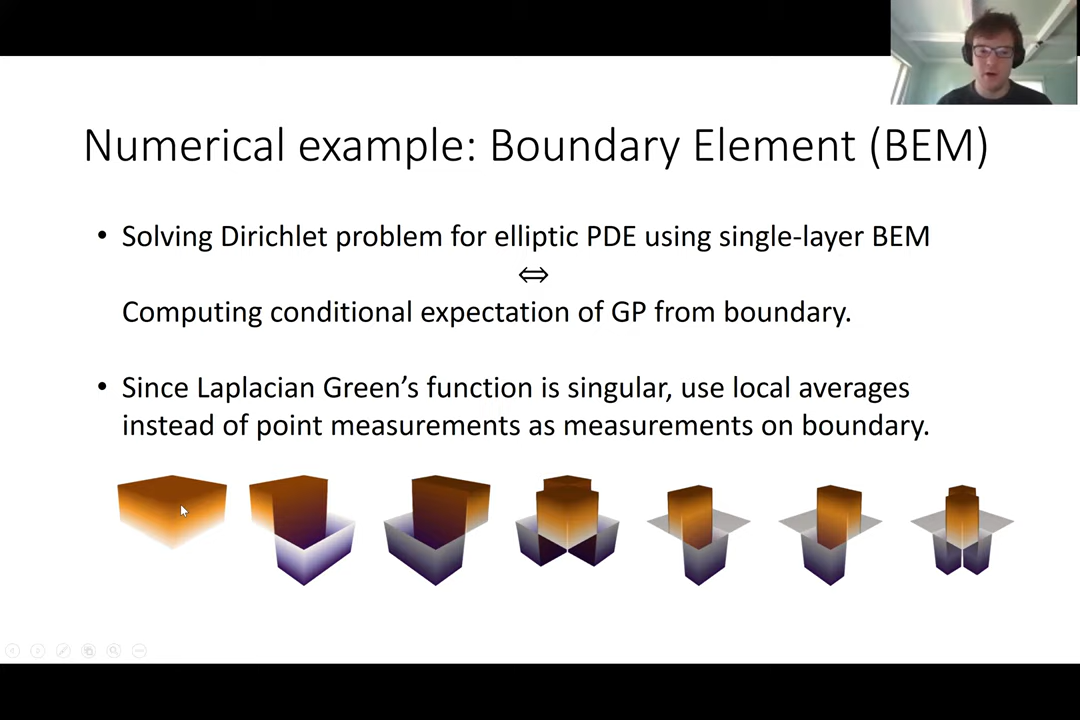 Numerical example: Boundary Element (BEM)
• Solving Dirichlet problem for elliptic PDE using single-layer BEM
⇔
Computing conditional expectation of GP from boundary.
• Since Laplacian Green’s function is singular, use local averages
instead of point measurements as measurements on boundary.